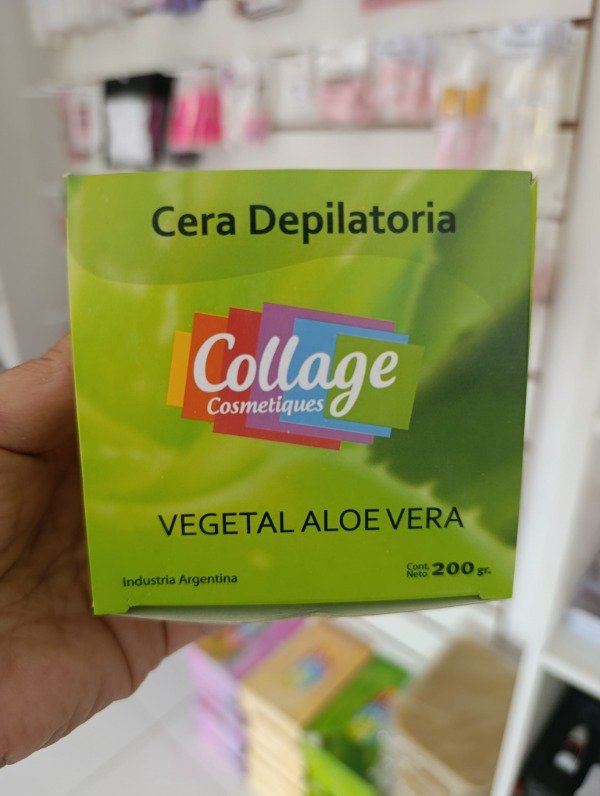 Cera Depilatoria
Collage
Cosmetiques
VEGETAL ALOE VERA
Industria Argentina
Cont.
Neto 200 gr.